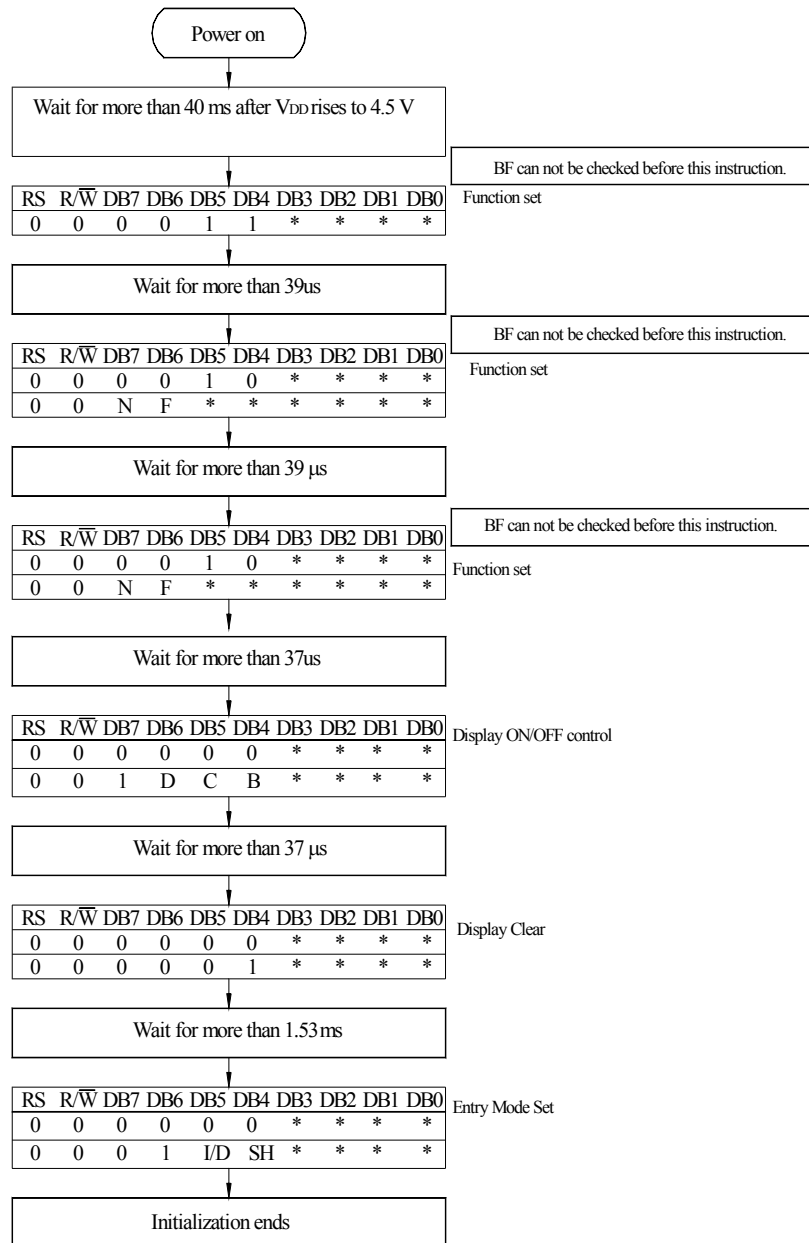 Power on
Wait for more than 40 ms after VDD rises to 4.5 V
BF can not be checked before this instruction.
RS R/W̅ DB7 DB6 DB5 DB4 DB3 DB2 DB1 DB0
Function set
0 0 0 0 1 1 * * * *
Wait for more than 39us
BF can not be checked before this instruction.
RS R/W̅ DB7 DB6 DB5 DB4 DB3 DB2 DB1 DB0
Function set
0 0 0 0 1 0 * * * *
0 0 N F * * * * * *
Wait for more than 39 µs
BF can not be checked before this instruction.
RS R/W̅ DB7 DB6 DB5 DB4 DB3 DB2 DB1 DB0
0 0 0 0 1 0 * * * *
Function set
0 0 N F * * * * * *
Wait for more than 37us
RS R/W̅ DB7 DB6 DB5 DB4 DB3 DB2 DB1 DB0
Display ON/OFF control
0 0 0 0 0 0 * * * *
0 0 1 D C B * * * *
Wait for more than 37 µs
RS R/W̅ DB7 DB6 DB5 DB4 DB3 DB2 DB1 DB0
Display Clear
0 0 0 0 0 0 * * * *
0 0 0 0 0 1 * * * *
Wait for more than 1.53ms
RS R/W̅ DB7 DB6 DB5 DB4 DB3 DB2 DB1 DB0
Entry Mode Set
0 0 0 0 0 0 * * * *
0 0 0 1 I/D SH * * * *
Initialization ends